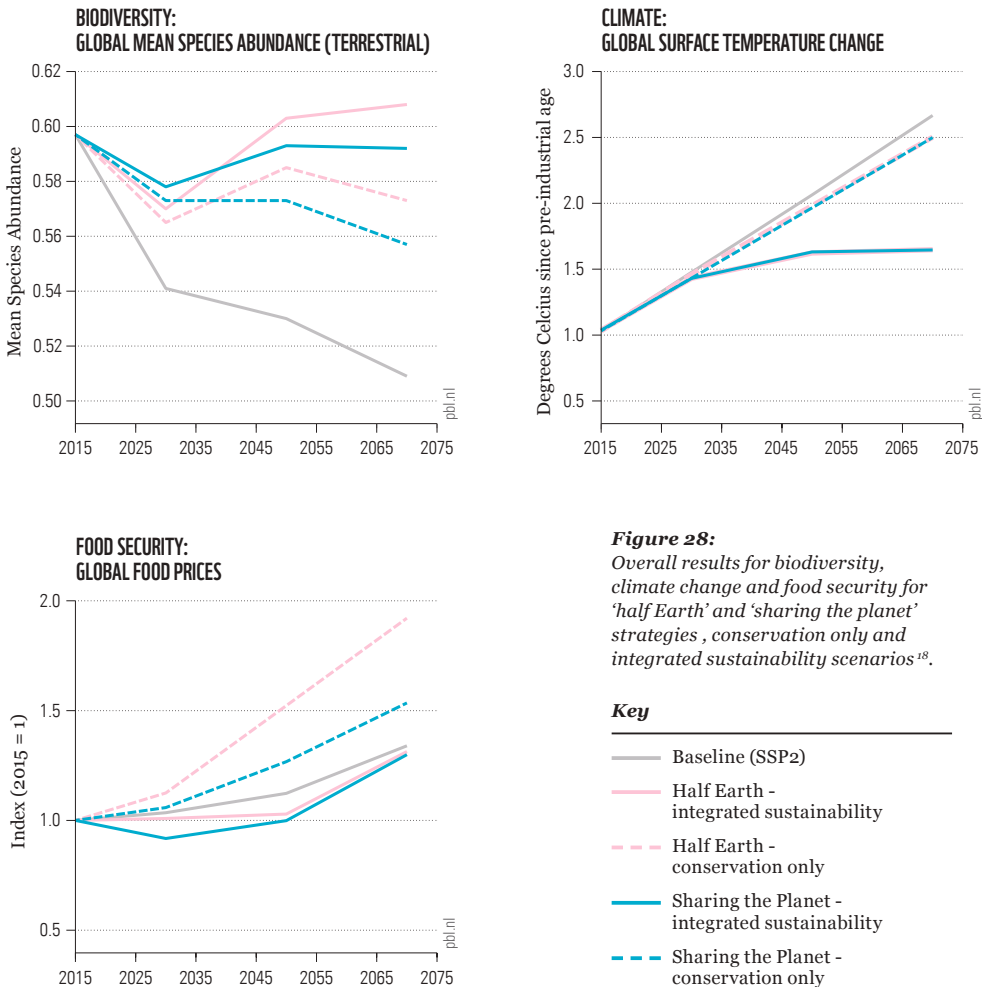 BIODIVERSITY:
GLOBAL MEAN SPECIES ABUNDANCE (TERRESTRIAL)
Mean Species Abundance
0.62
0.60
0.58
0.56
0.54
0.52
0.50
2015 2025 2035 2045 2055 2065 2075
pbl.nl
CLIMATE:
GLOBAL SURFACE TEMPERATURE CHANGE
Degrees Celcius since pre-industrial age
3.0
2.5
2.0
1.5
1.0
0.5
2015 2025 2035 2045 2055 2065 2075
pbl.nl
FOOD SECURITY:
GLOBAL FOOD PRICES
Index (2015 = 1)
2.0
1.5
1.0
0.5
2015 2025 2035 2045 2055 2065 2075
pbl.nl
Figure 28:
Overall results for biodiversity,
climate change and food security for
‘half Earth’ and ‘sharing the planet’
strategies , conservation only and
integrated sustainability scenarios 18.
Key
Baseline (SSP2)
Half Earth -
integrated sustainability
Half Earth -
conservation only
Sharing the Planet -
integrated sustainability
Sharing the Planet -
conservation only